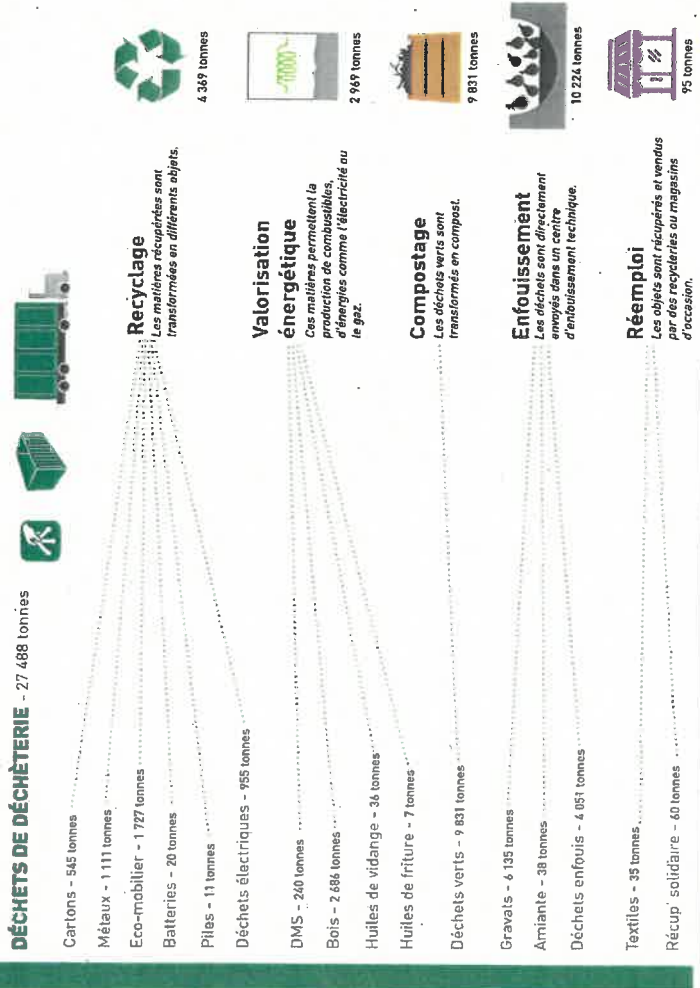 DÉCHETS DE DÉCHÈTERIE - 27 488 tonnes
Cartons - 545 tonnes
Métaux - 1 111 tonnes
Eco-mobilier - 1 727 tonnes
Batteries - 20 tonnes
Piles - 11 tonnes
Déchets électriques - 955 tonnes
Recyclage
Les matières récupérées sont
transformées en différents objets.
4 369 tonnes
DMS - 240 tonnes
Bois - 2 686 tonnes
Huiles de vidange - 36 tonnes
Huiles de friture - 7 tonnes
Valorisation
énergétique
Ces matières permettent la
production de combustibles,
d'énergies comme l'électricité ou
le gaz.
2 969 tonnes
Déchets verts - 9 831 tonnes
Compostage
Les déchets verts sont
transformés en compost.
9 831 tonnes
Gravats - 6 135 tonnes
Amiante - 38 tonnes
Déchets enfouis - 4 051 tonnes
Enfouissement
Les déchets sont directement
envoyés dans un centre
d'enfouissement technique.
10 224 tonnes
Textiles - 35 tonnes
Récup' solidaire - 60 tonnes
Réemploi
Les objets sont récupérés et vendus
par des recycleries ou magasins
d'occasion.
95 tonnes